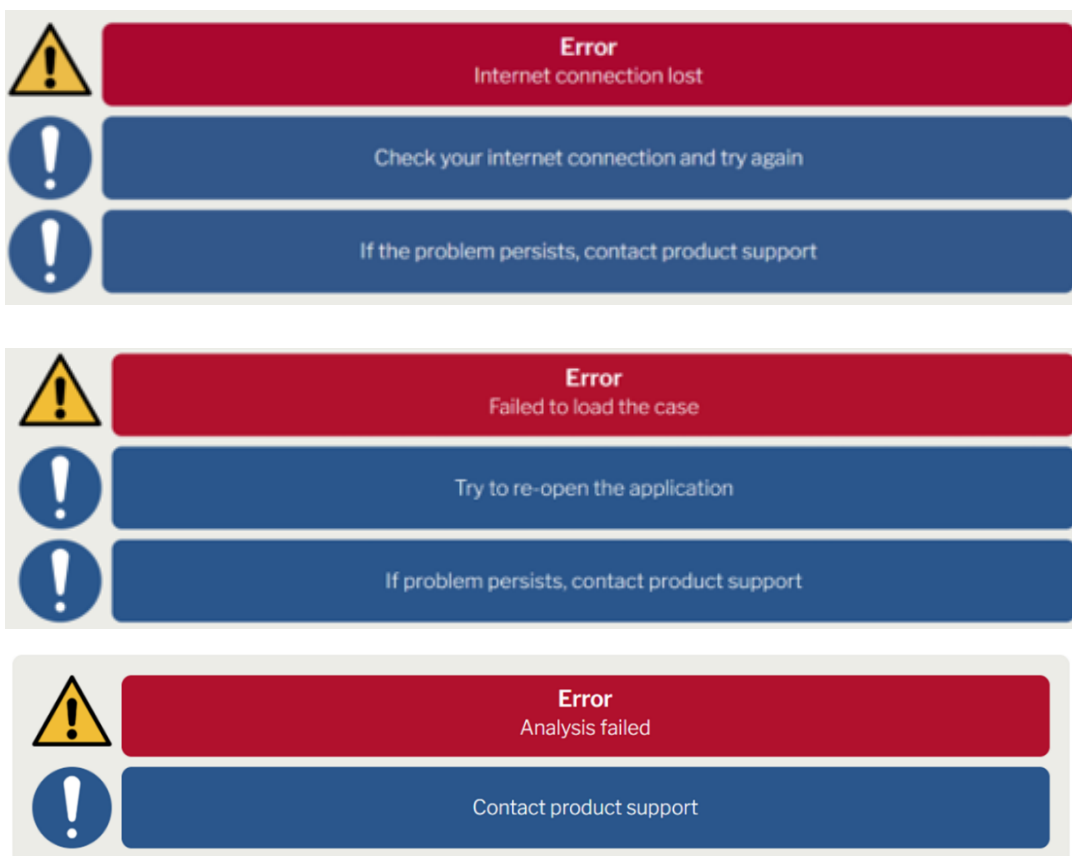 Error
Internet connection lost
Check your internet connection and try again
If the problem persists, contact product support
Error
Failed to load the case
Try to re-open the application
If problem persists, contact product support
Error
Analysis failed
Contact product support